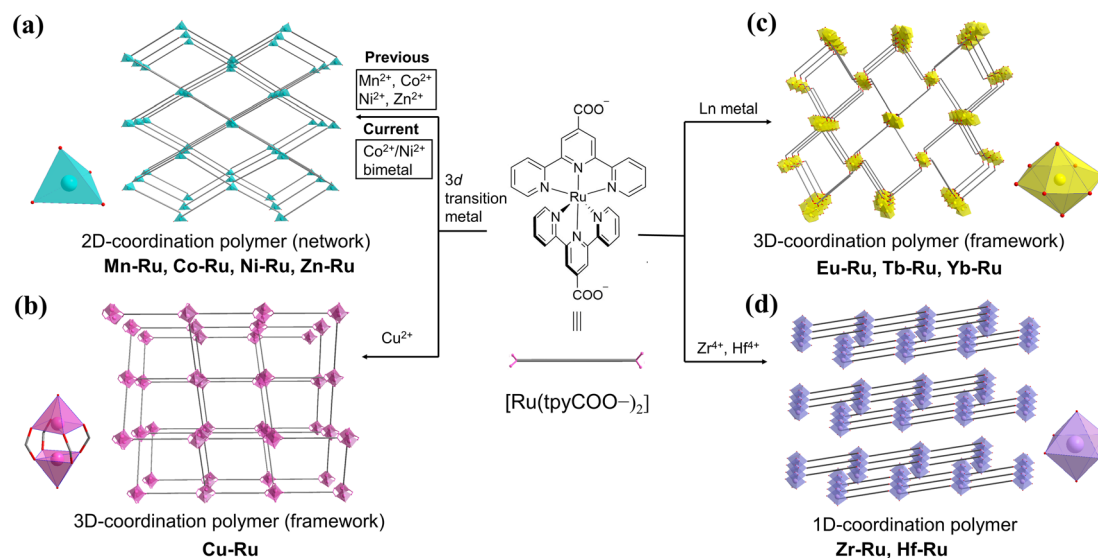 (a)
Previous
Mn²⁺, Co²⁺
Ni²⁺, Zn²⁺
Current
Co²⁺/Ni²⁺
bimetal
3d
transition
metal
2D-coordination polymer (network)
Mn-Ru, Co-Ru, Ni-Ru, Zn-Ru
(b)
Cu²⁺
3D-coordination polymer (framework)
Cu-Ru
COO⁻
N
N
N
Ru
N
N
N
COO⁻
[Ru(tpyCOO−)₂]
(c)
Ln metal
3D-coordination polymer (framework)
Eu-Ru, Tb-Ru, Yb-Ru
(d)
Zr⁴⁺, Hf⁴⁺
1D-coordination polymer
Zr-Ru, Hf-Ru